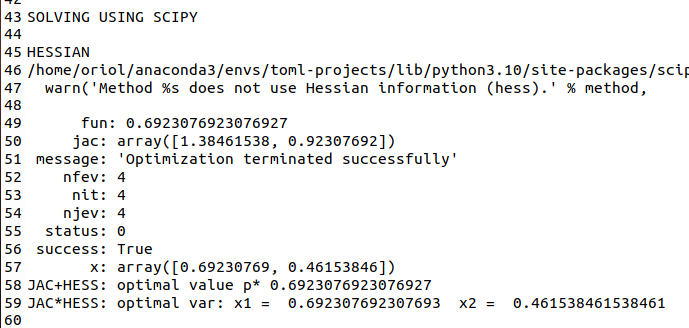 42
43 SOLVING USING SCIPY
44
45 HESSIAN
46 /home/oriol/anaconda3/envs/toml-projects/lib/python3.10/site-packages/scip
47   warn('Method %s does not use Hessian information (hess).' % method,
48
49      fun: 0.6923076923076927
50      jac: array([1.38461538, 0.92307692])
51  message: 'Optimization terminated successfully'
52     nfev: 4
53      nit: 4
54     njev: 4
55   status: 0
56  success: True
57        x: array([0.69230769, 0.46153846])
58 JAC+HESS: optimal value p* 0.6923076923076927
59 JAC*HESS: optimal var: x1 =  0.692307692307693  x2 =  0.461538461538461
60